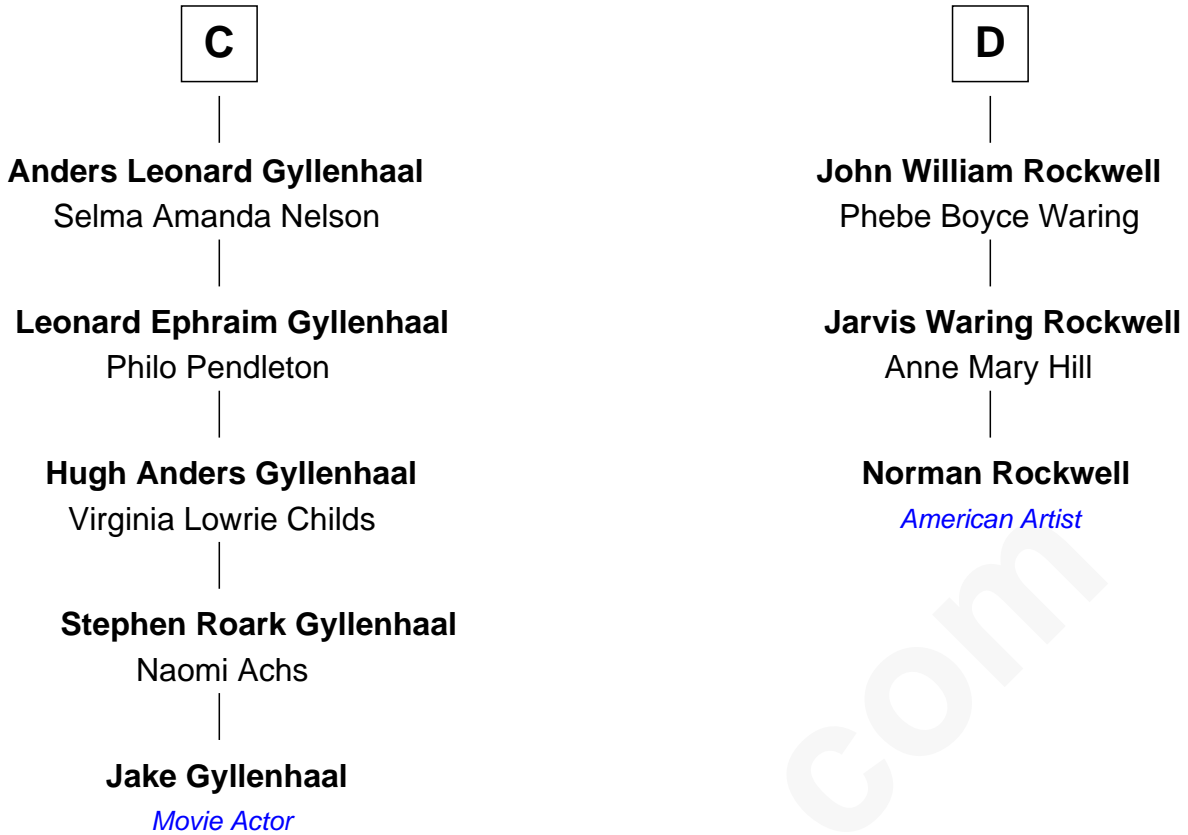 C
Anders Leonard Gyllenhaal
Selma Amanda Nelson
Leonard Ephraim Gyllenhaal
Philo Pendleton
Hugh Anders Gyllenhaal
Virginia Lowrie Childs
Stephen Roark Gyllenhaal
Naomi Achs
Jake Gyllenhaal
Movie Actor
D
John William Rockwell
Phebe Boyce Waring
Jarvis Waring Rockwell
Anne Mary Hill
Norman Rockwell
American Artist
com